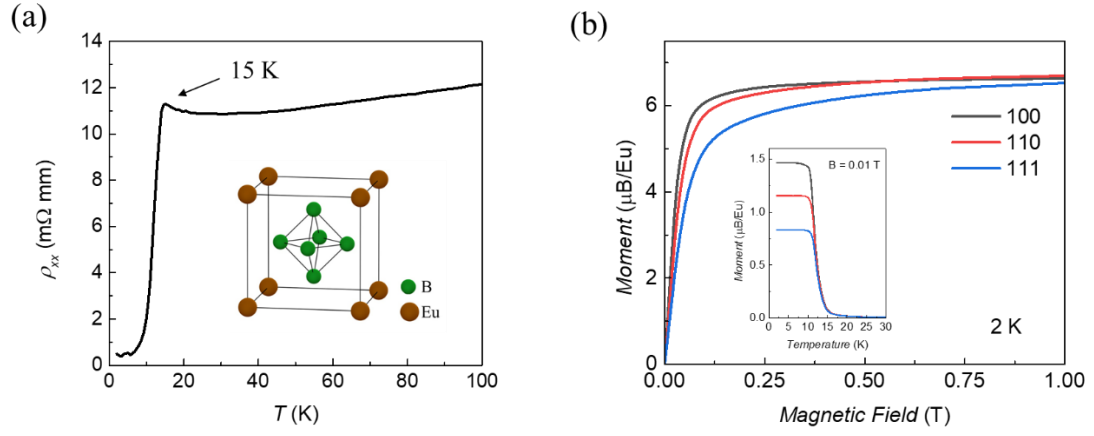 (a)
14
12
10
8
6
4
2
0
ρxx (mΩ mm)
15 K
B
Eu
0 20 40 60 80 100
T (K)
(b)
6
4
2
0
Moment (μB/Eu)
100
110
111
1.5
1.0
0.5
0.0
Moment (μB/Eu)
B = 0.01 T
0 5 10 15 20 25 30
Temperature (K)
2 K
0.00 0.25 0.50 0.75 1.00
Magnetic Field (T)